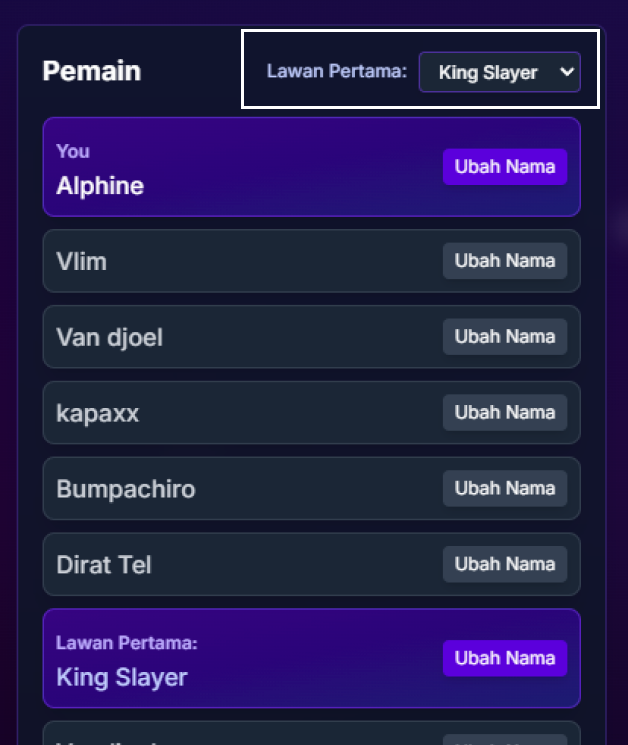 Pemain
Lawan Pertama: King Slayer
You
Alphine
Ubah Nama
Vlim
Ubah Nama
Van djoel
Ubah Nama
kapaxx
Ubah Nama
Bumpachiro
Ubah Nama
Dirat Tel
Ubah Nama
Lawan Pertama:
King Slayer
Ubah Nama